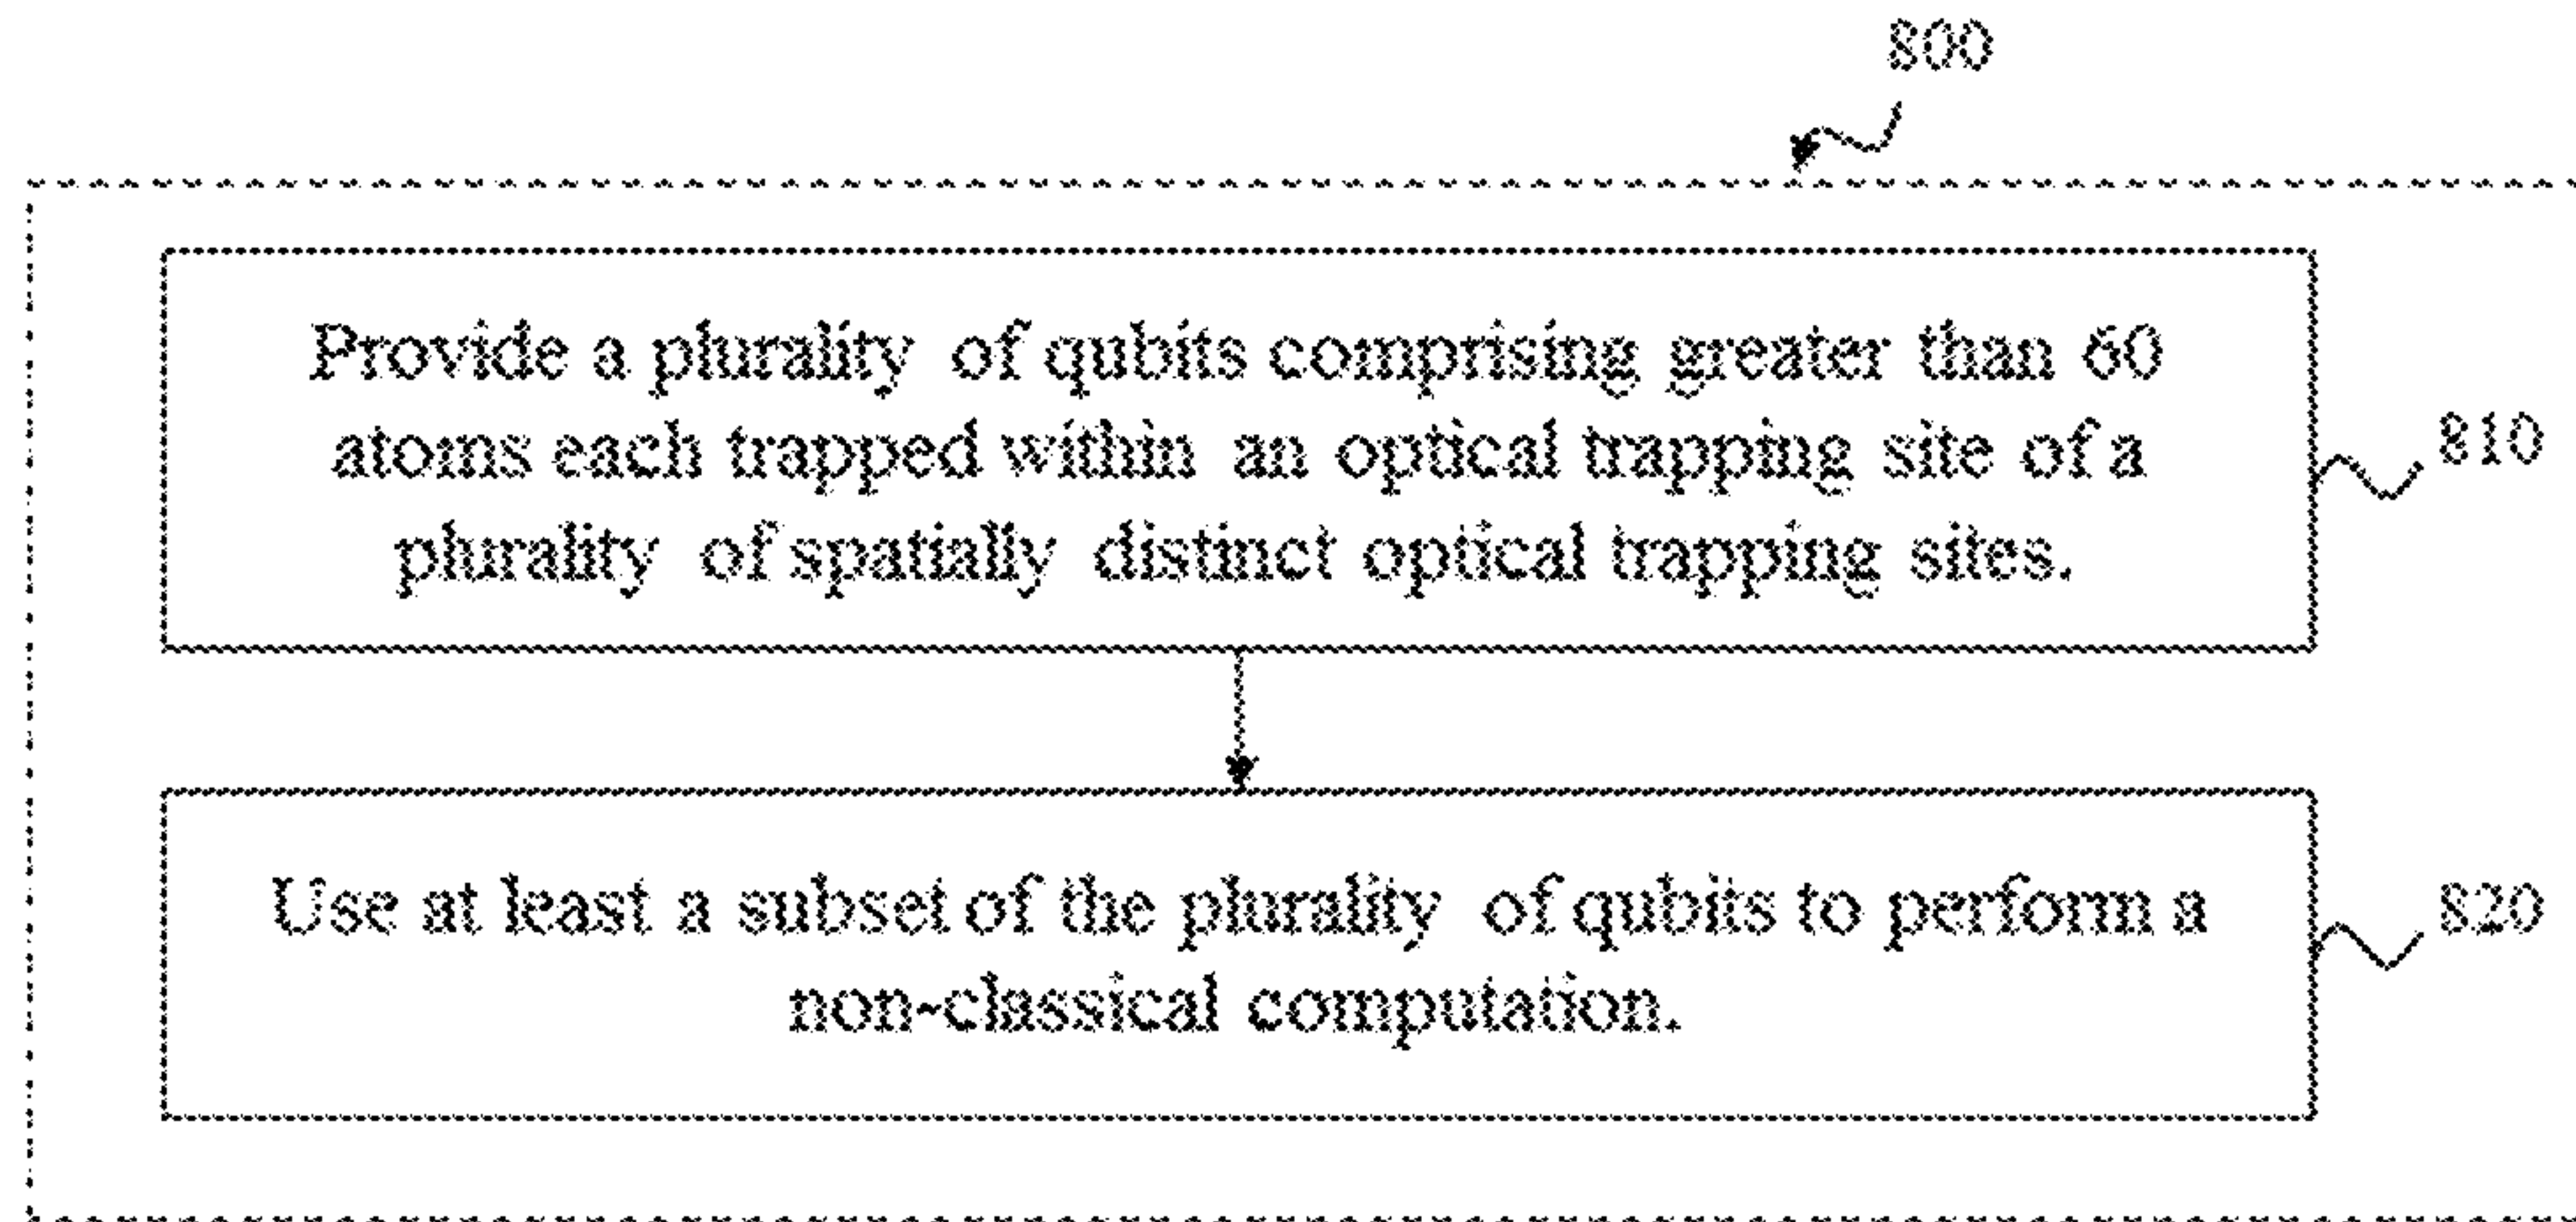 800
Provide a plurality of qubits comprising greater than 60
atoms each trapped within an optical trapping site of a
plurality of spatially distinct optical trapping sites.
810
Use at least a subset of the plurality of qubits to perform a
non-classical computation.
820